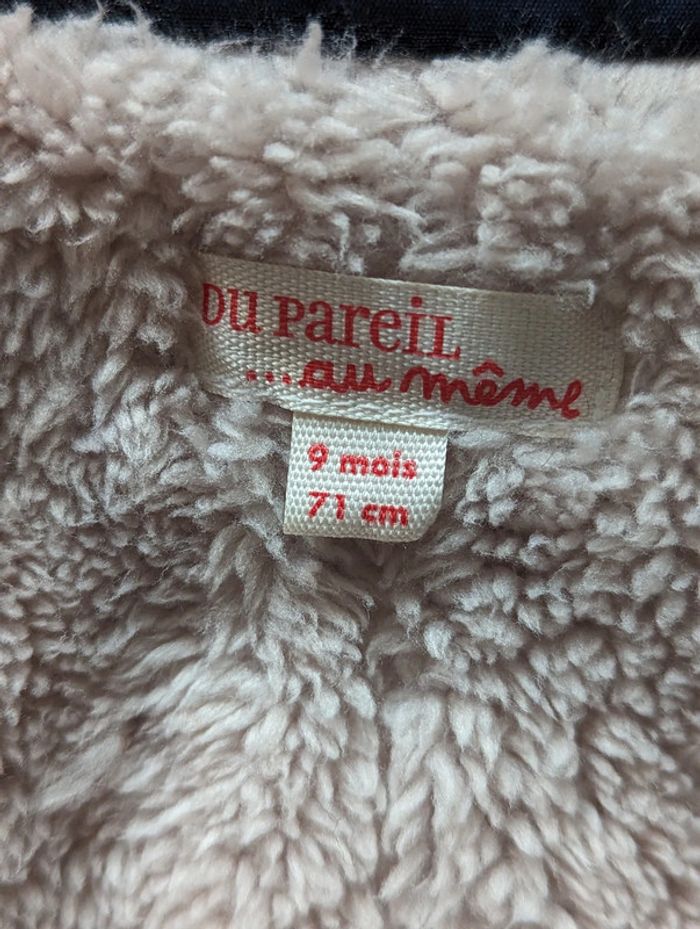 DU PareiL
...au même
9 mois
71 cm